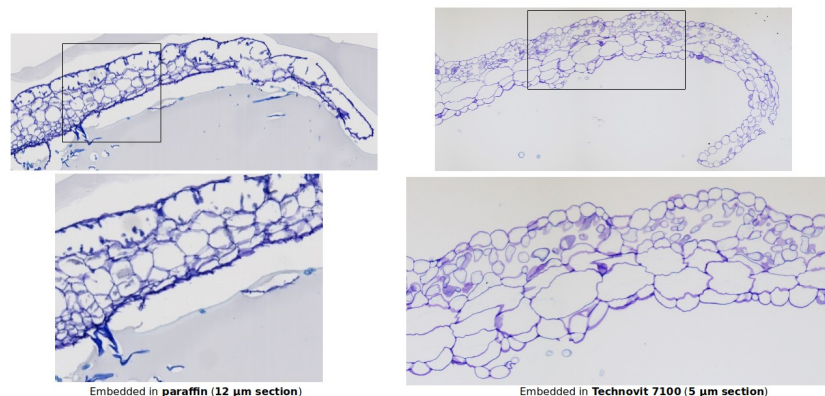 Embedded in paraffin (12 µm section)
Embedded in Technovit 7100 (5 µm section)